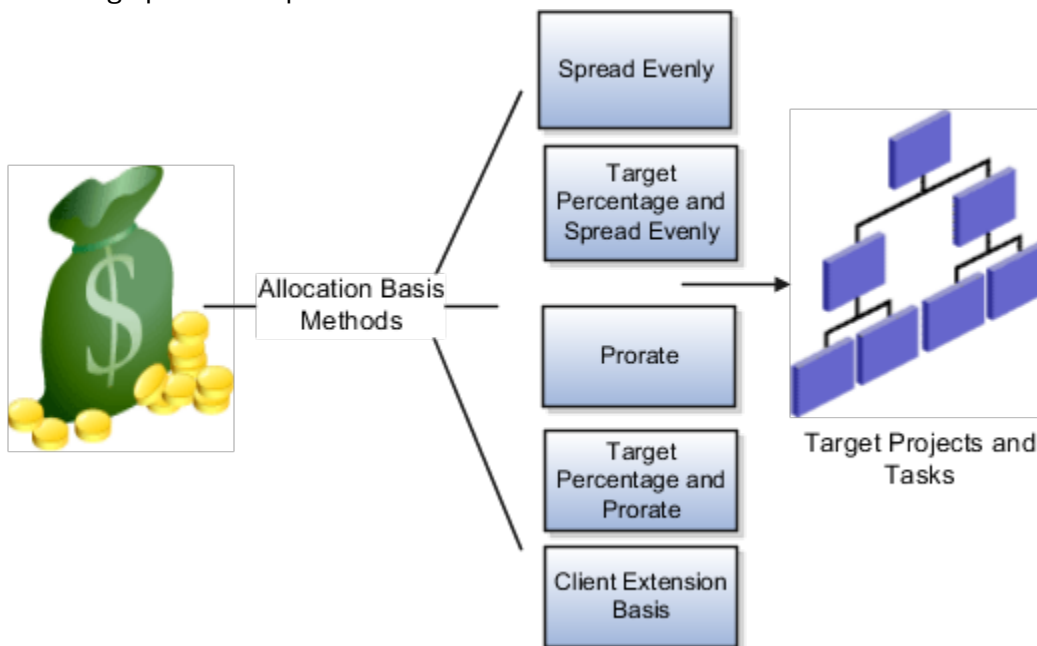 Spread Evenly
Target
Percentage and
Spread Evenly
$
Allocation Basis
Methods
Prorate
Target
Percentage and
Prorate
Client Extension
Basis
Target Projects and
Tasks